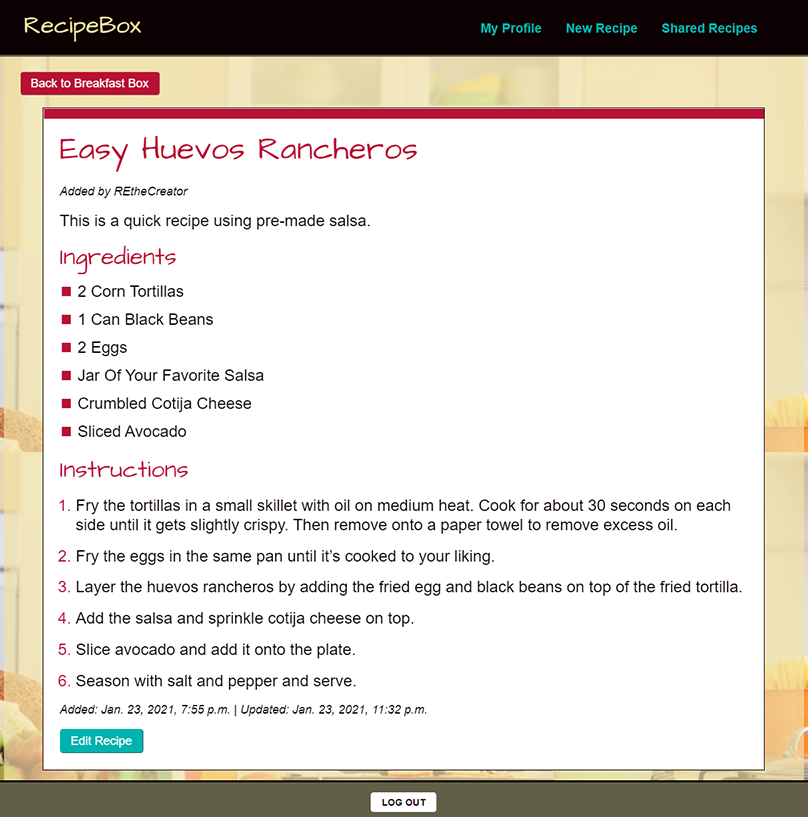 RecipeBox
My Profile New Recipe Shared Recipes
Back to Breakfast Box
Easy Huevos Rancheros
Added by REtheCreator
This is a quick recipe using pre-made salsa.
Ingredients
2 Corn Tortillas
1 Can Black Beans
2 Eggs
Jar Of Your Favorite Salsa
Crumbled Cotija Cheese
Sliced Avocado
Instructions
1. Fry the tortillas in a small skillet with oil on medium heat. Cook for about 30 seconds on each
side until it gets slightly crispy. Then remove onto a paper towel to remove excess oil.
2. Fry the eggs in the same pan until it’s cooked to your liking.
3. Layer the huevos rancheros by adding the fried egg and black beans on top of the fried tortilla.
4. Add the salsa and sprinkle cotija cheese on top.
5. Slice avocado and add it onto the plate.
6. Season with salt and pepper and serve.
Added: Jan. 23, 2021, 7:55 p.m. | Updated: Jan. 23, 2021, 11:32 p.m.
Edit Recipe
LOG OUT